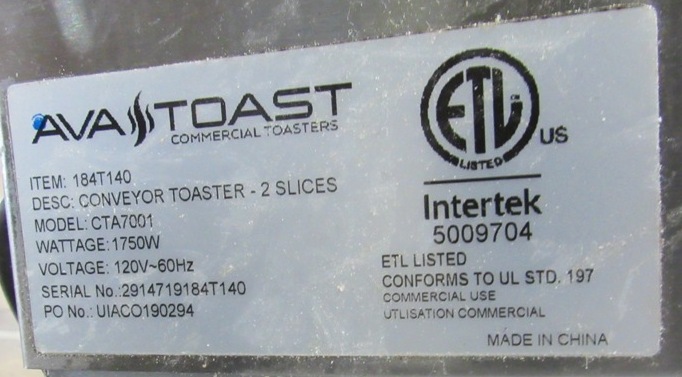 AVATOAST
COMMERCIAL TOASTERS
ITEM: 184T140
DESC: CONVEYOR TOASTER - 2 SLICES
MODEL: CTA7001
WATTAGE: 1750W
VOLTAGE: 120V~60Hz
SERIAL No.:2914719184T140
PO No.: UIACO190294
ETL
LISTED
US
Intertek
5009704
ETL LISTED
CONFORMS TO UL STD. 197
COMMERCIAL USE
UTLISATION COMMERCIAL
MADE IN CHINA